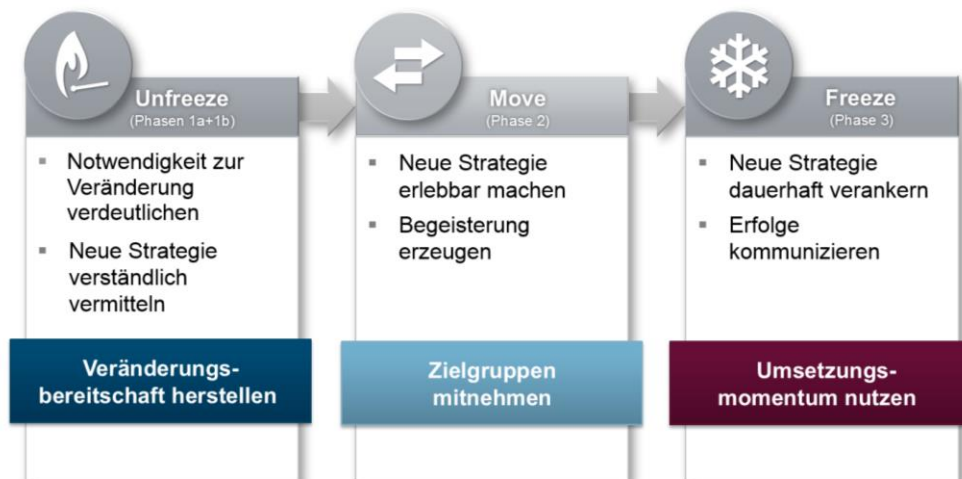 Unfreeze
(Phasen 1a+1b)
Notwendigkeit zur
Veränderung
verdeutlichen
Neue Strategie
verständlich
vermitteln
Veränderungs-
bereitschaft herstellen
Move
(Phase 2)
Neue Strategie
erlebbar machen
Begeisterung
erzeugen
Zielgruppen
mitnehmen
Freeze
(Phase 3)
Neue Strategie
dauerhaft verankern
Erfolge
kommunizieren
Umsetzungs-
momentum nutzen